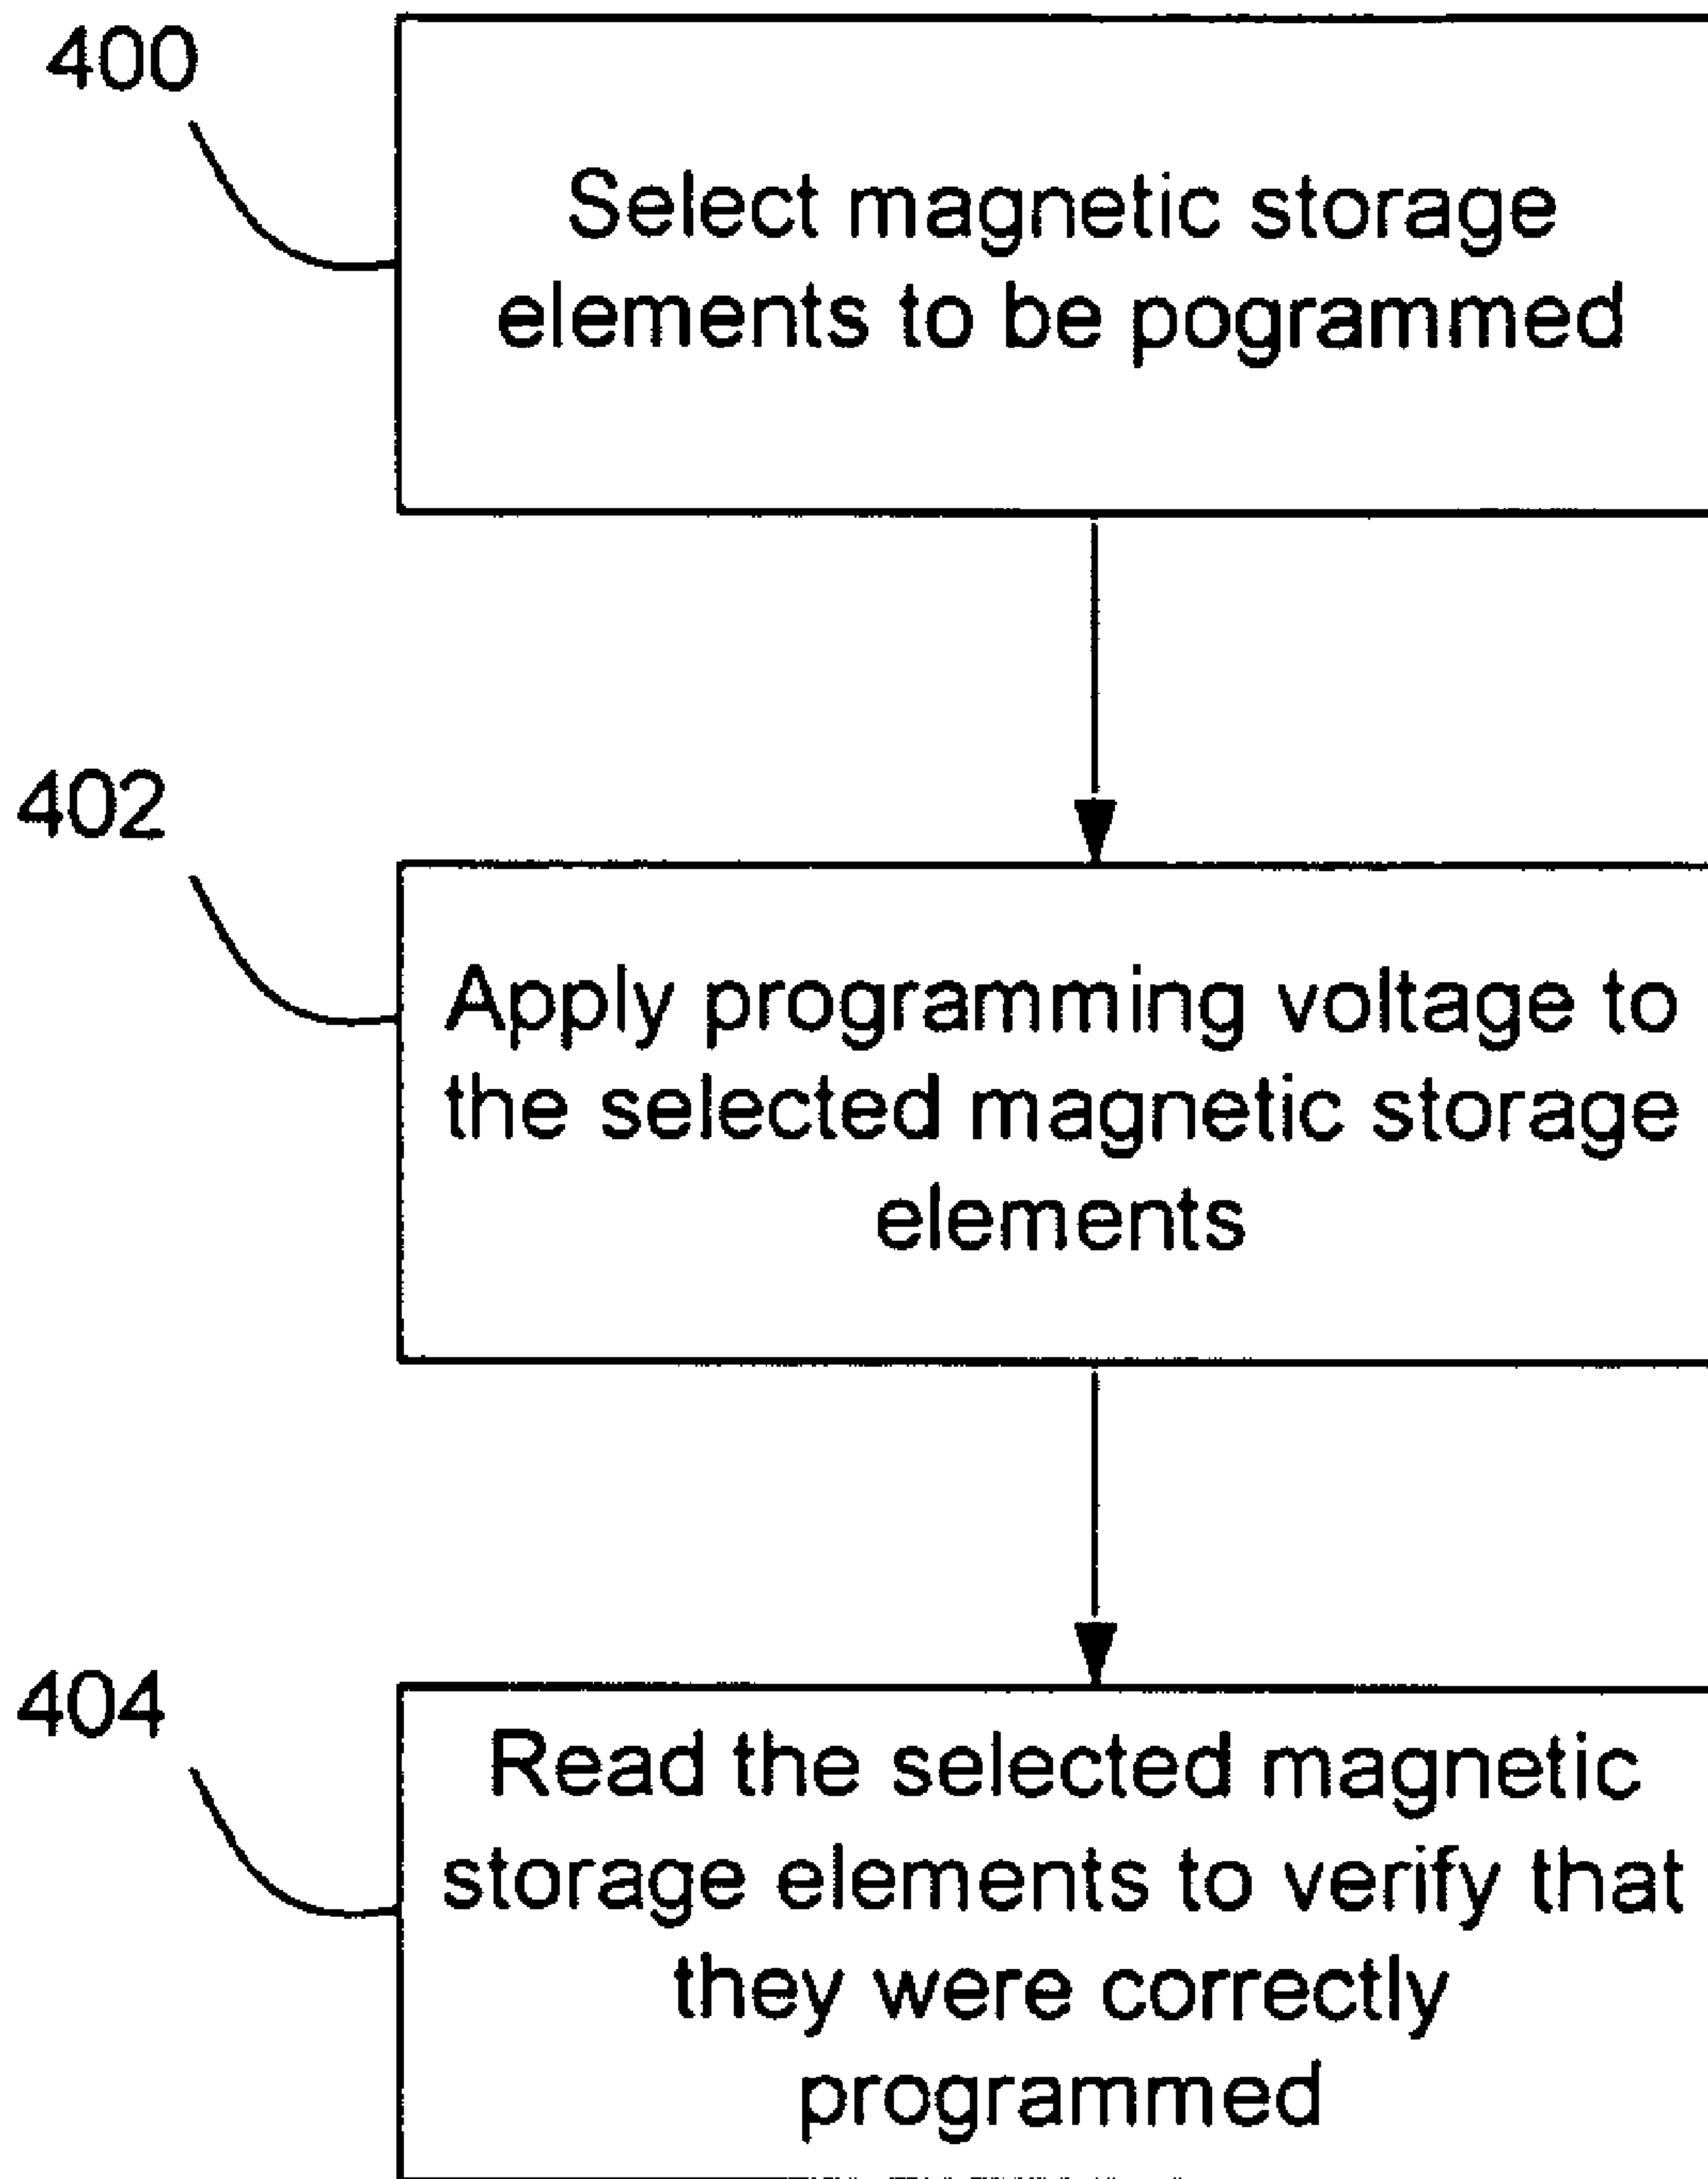 400
Select magnetic storage
elements to be pogrammed
402
Apply programming voltage to
the selected magnetic storage
elements
404
Read the selected magnetic
storage elements to verify that
they were correctly
programmed